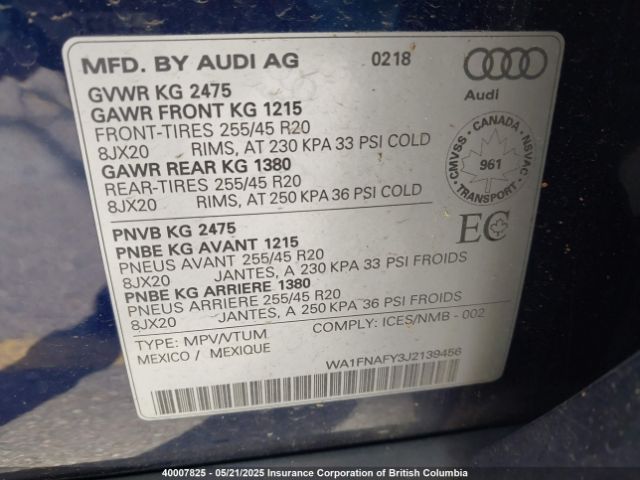 MFD. BY AUDI AG 0218
Audi
GVWR KG 2475
GAWR FRONT KG 1215
FRONT-TIRES 255/45 R20
8JX20 RIMS, AT 230 KPA 33 PSI COLD
GAWR REAR KG 1380
REAR-TIRES 255/45 R20
8JX20 RIMS, AT 250 KPA 36 PSI COLD
CMVSS - CANADA - NSVAC
961
TRANSPORT
EC
PNVB KG 2475
PNBE KG AVANT 1215
PNEUS AVANT 255/45 R20
8JX20 JANTES, A 230 KPA 33 PSI FROIDS
PNBE KG ARRIERE 1380
PNEUS ARRIERE 255/45 R20
8JX20 JANTES, A 250 KPA 36 PSI FROIDS
TYPE: MPV/VTUM COMPLY: ICES/NMB - 002
MEXICO / MEXIQUE
WA1FNAFY3J2139456
40007825 - 05/21/2025 Insurance Corporation of British Columbia